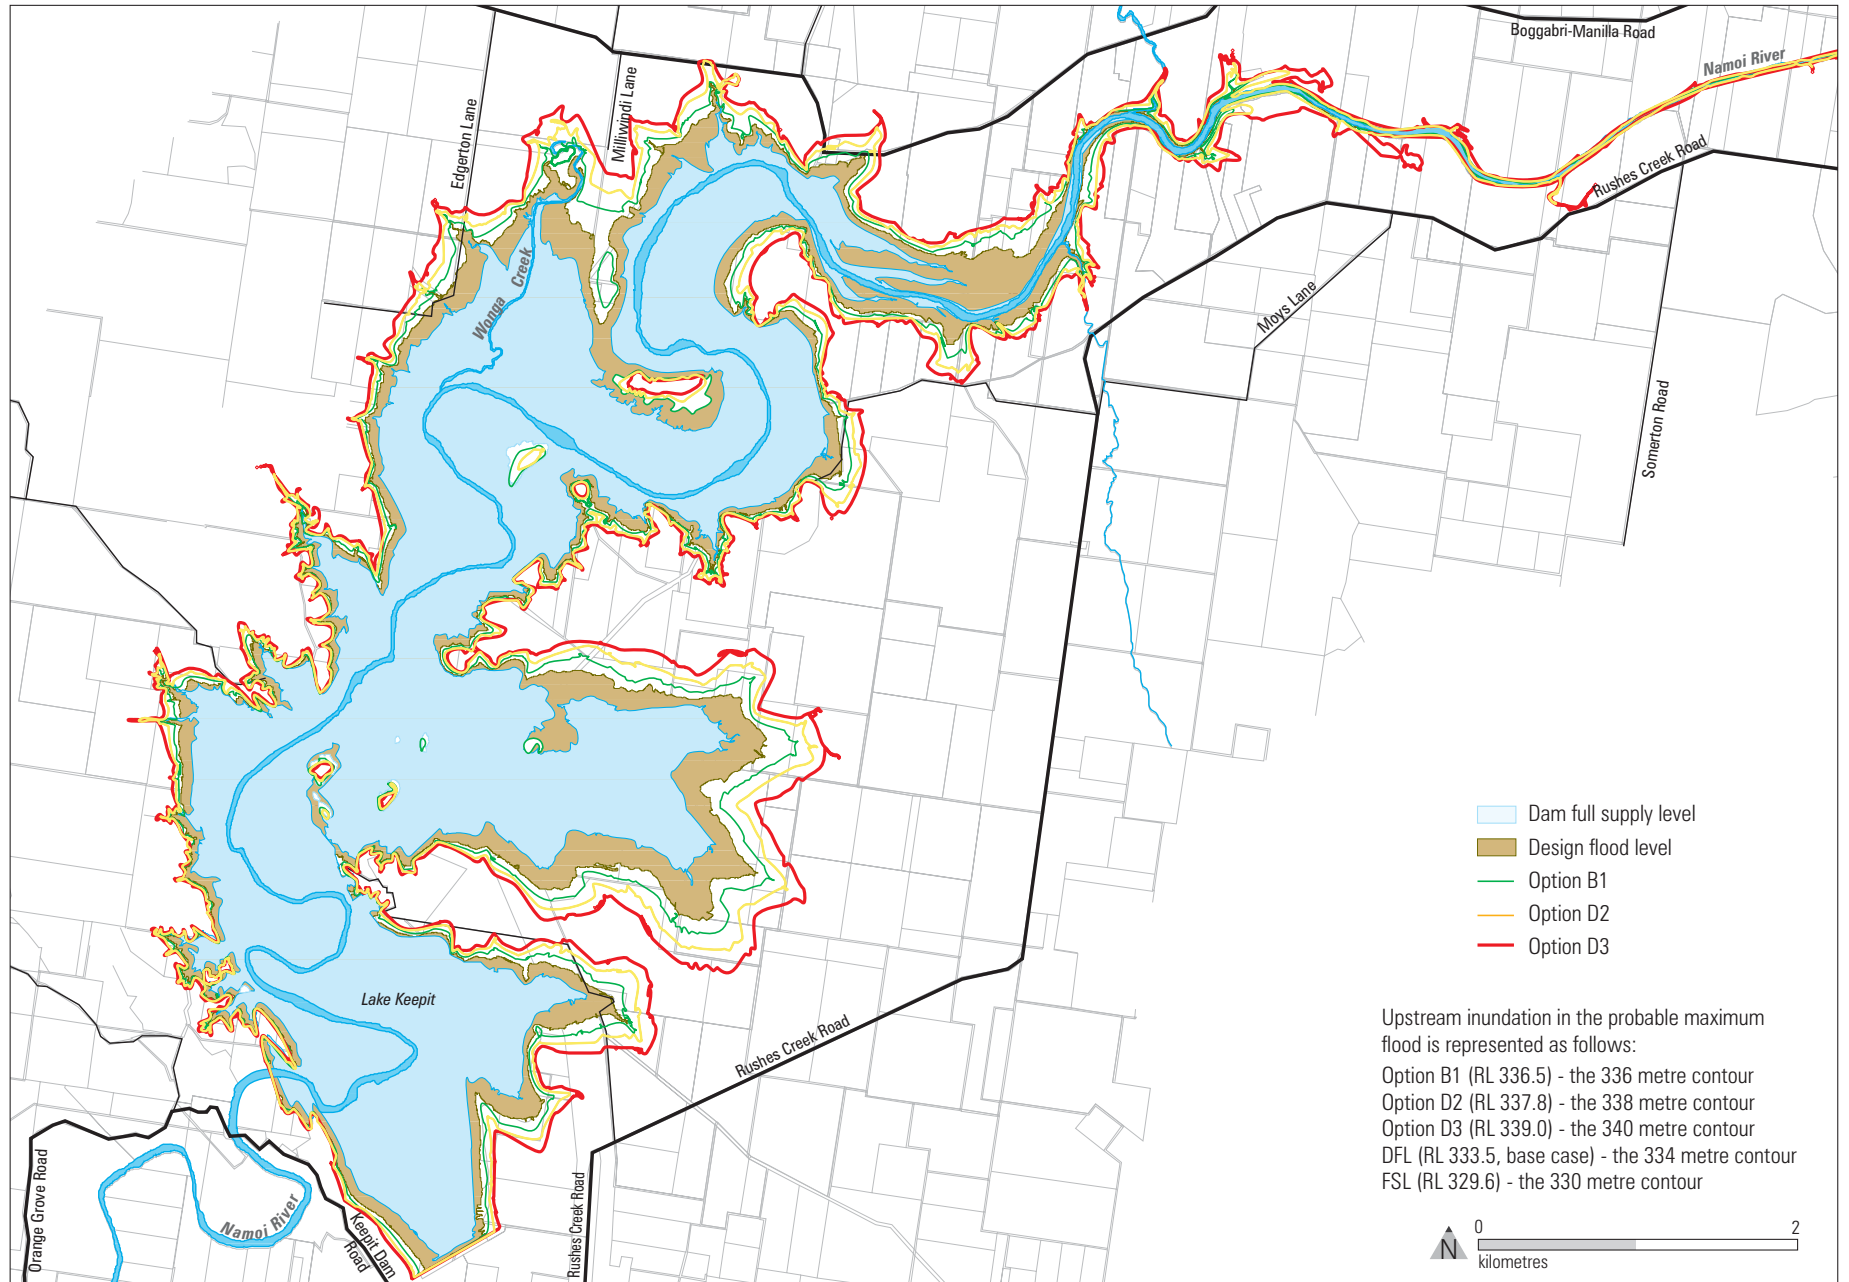 Boggabri-Manilla Road
Namoi River
Milliwindi Lane
Edgerton Lane
Rushes Creek Road
Wonga Creek
Moys Lane
Somerton Road
Dam full supply level
Design flood level
Option B1
Option D2
Option D3
Lake Keepit
Rushes Creek Road
Upstream inundation in the probable maximum
flood is represented as follows:
Option B1 (RL 336.5) - the 336 metre contour
Option D2 (RL 337.8) - the 338 metre contour
Option D3 (RL 339.0) - the 340 metre contour
DFL (RL 333.5, base case) - the 334 metre contour
FSL (RL 329.6) - the 330 metre contour
Orange Grove Road
Namoi River
Keepit Dam
Road
Rushes Creek Road
N
0 2
kilometres